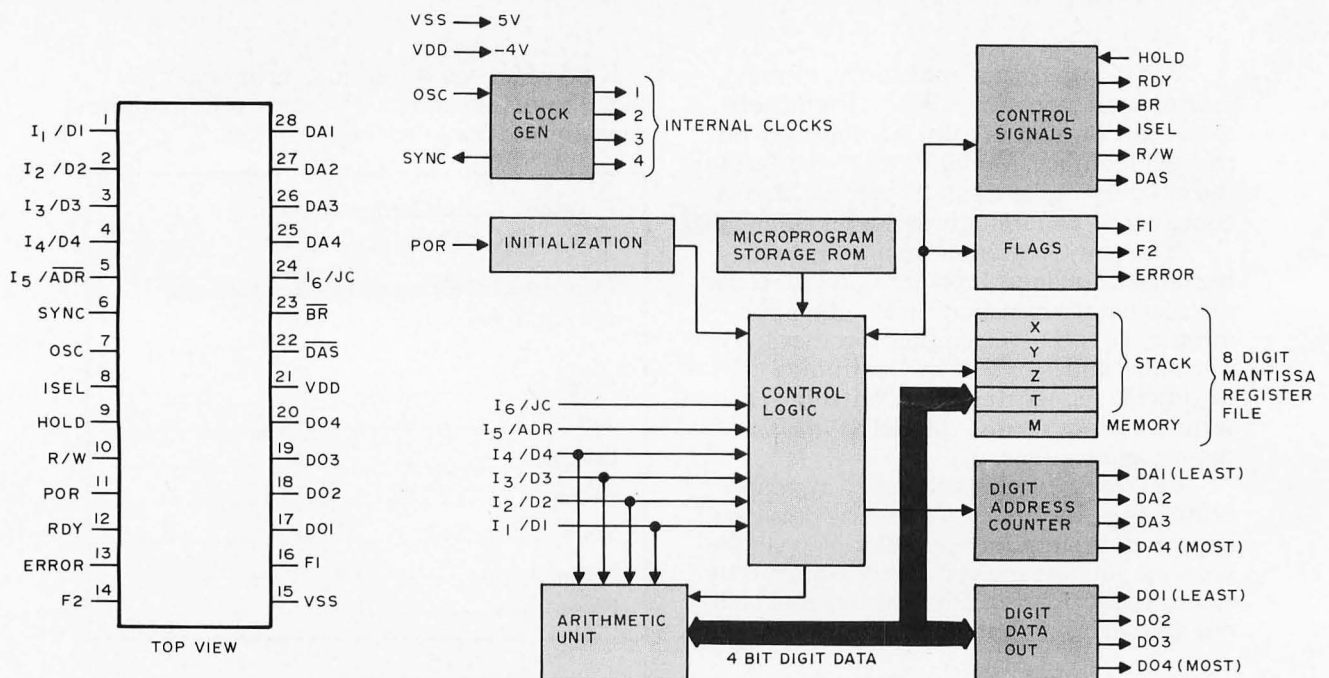 1
I1/D1
2
I2/D2
3
I3/D3
4
I4/D4
5
I5/A̅D̅R̅
6
SYNC
7
OSC
8
ISEL
9
HOLD
10
R/W
11
POR
12
RDY
13
ERROR
14
F2
28
DA1
27
DA2
26
DA3
25
DA4
24
I6/JC
23
B̅R̅
22
D̅A̅S̅
21
VDD
20
DO4
19
DO3
18
DO2
17
DO1
16
F1
15
VSS
TOP VIEW
VSS
5V
VDD
-4V
OSC
SYNC
CLOCK
GEN
1
2
3
4
INTERNAL CLOCKS
POR
INITIALIZATION
MICROPROGRAM
STORAGE ROM
CONTROL
LOGIC
I6/JC
I5/ADR
I4/D4
I3/D3
I2/D2
I1/D1
ARITHMETIC
UNIT
4 BIT DIGIT DATA
CONTROL
SIGNALS
HOLD
RDY
BR
ISEL
R/W
DAS
FLAGS
F1
F2
ERROR
X
Y
Z
T
M
STACK
MEMORY
8 DIGIT
MANTISSA
REGISTER
FILE
DIGIT
ADDRESS
COUNTER
DA1 (LEAST)
DA2
DA3
DA4 (MOST)
DIGIT
DATA
OUT
DO1 (LEAST)
DO2
DO3
DO4 (MOST)